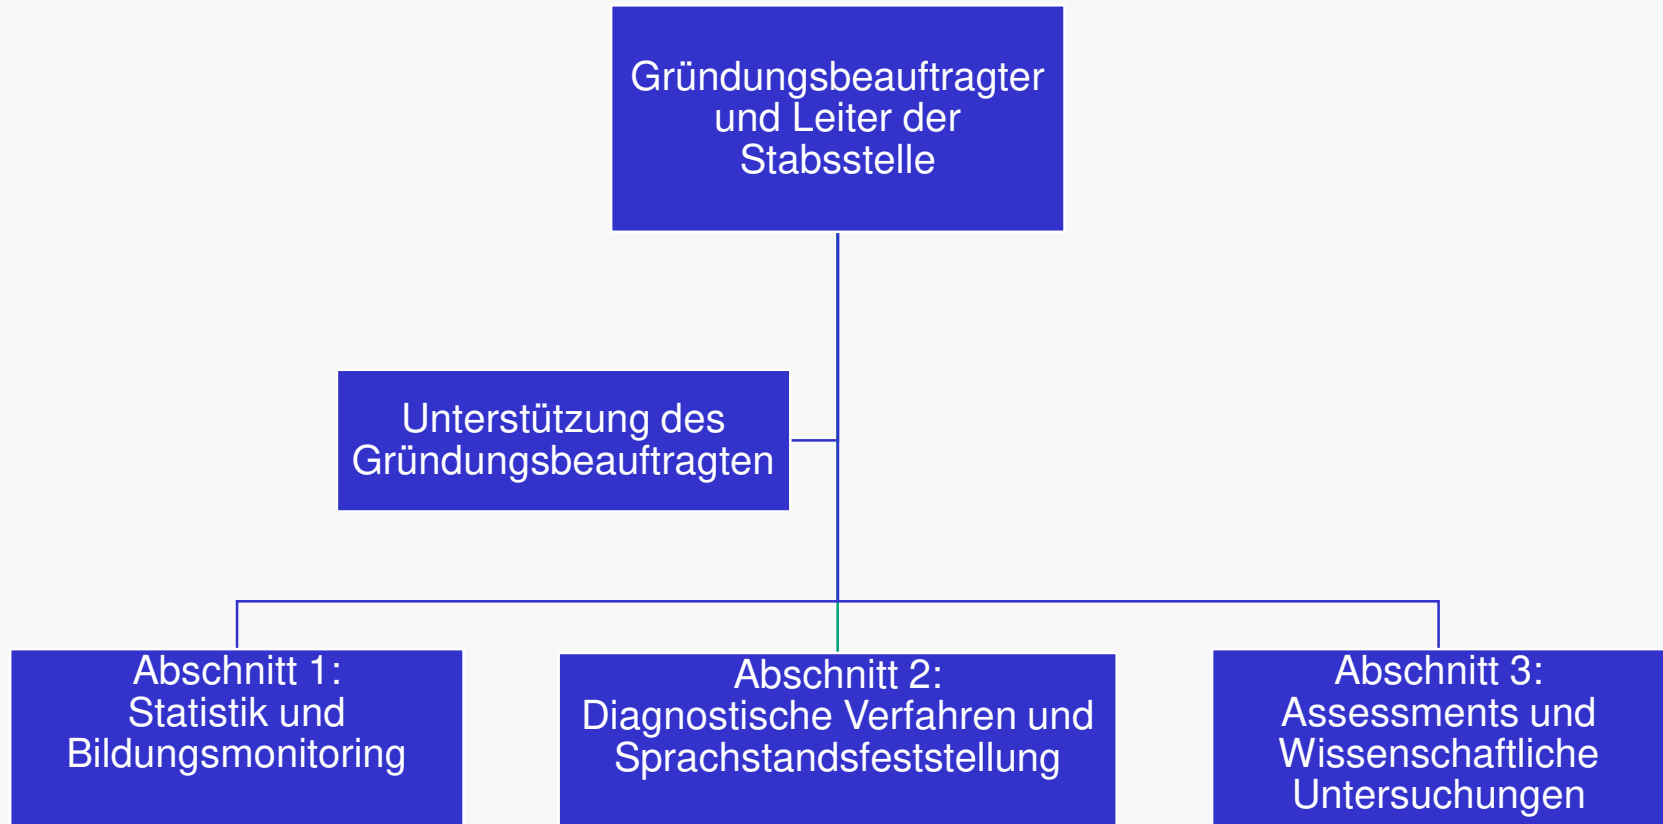 Gründungsbeauftragter
und Leiter der
Stabsstelle
Unterstützung des
Gründungsbeauftragten
Abschnitt 1:
Statistik und
Bildungsmonitoring
Abschnitt 2:
Diagnostische Verfahren und
Sprachstandsfeststellung
Abschnitt 3:
Assessments und
Wissenschaftliche
Untersuchungen